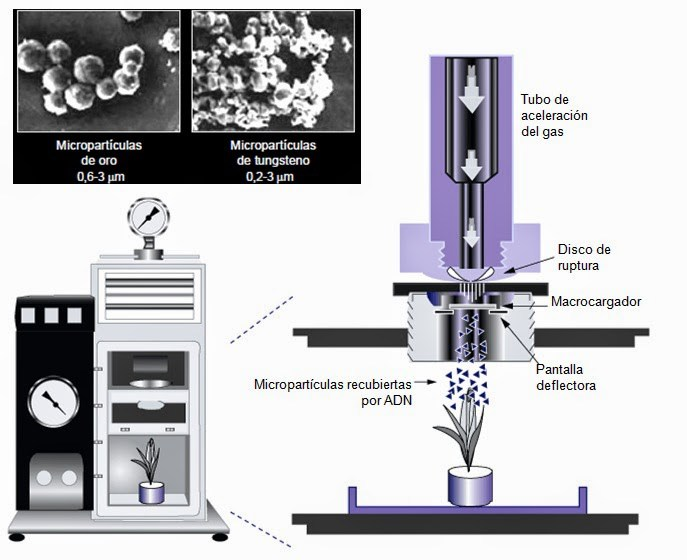 Micropartículas
de oro
0,6-3 μm
Micropartículas
de tungsteno
0,2-3 μm
Tubo de
aceleración
del gas
Disco de
ruptura
Macrocargador
Pantalla
deflectora
Micropartículas recubiertas
por ADN